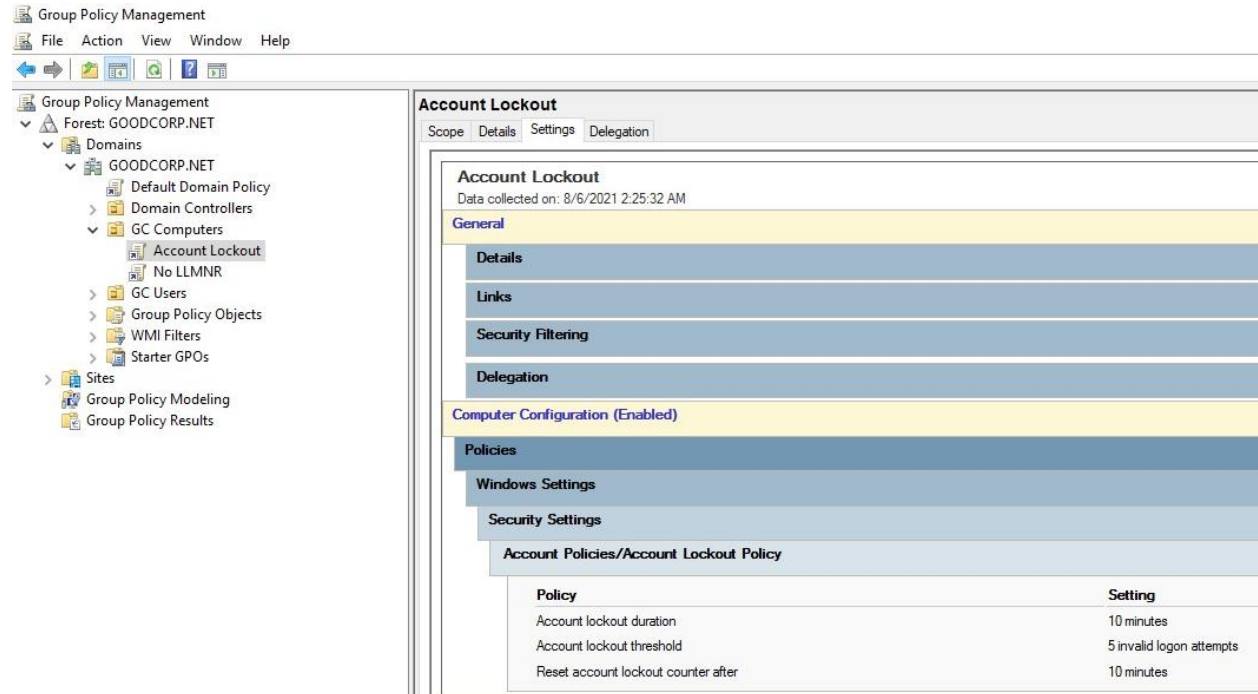 Group Policy Management
File Action View Window Help
Group Policy Management
Forest: GOODCORP.NET
Domains
GOODCORP.NET
Default Domain Policy
Domain Controllers
GC Computers
Account Lockout
No LLMNR
GC Users
Group Policy Objects
WMI Filters
Starter GPOs
Sites
Group Policy Modeling
Group Policy Results
Account Lockout
Scope Details Settings Delegation
Account Lockout
Data collected on: 8/6/2021 2:25:32 AM
General
Details
Links
Security Filtering
Delegation
Computer Configuration (Enabled)
Policies
Windows Settings
Security Settings
Account Policies/Account Lockout Policy
Policy Setting
Account lockout duration 10 minutes
Account lockout threshold 5 invalid logon attempts
Reset account lockout counter after 10 minutes